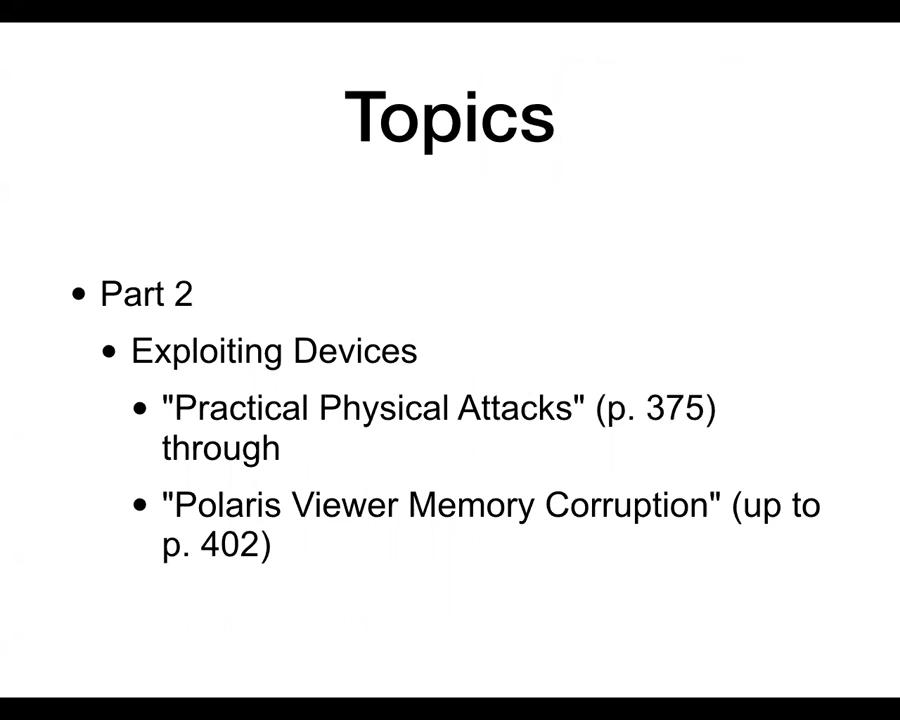 Topics
• Part 2
• Exploiting Devices
• "Practical Physical Attacks" (p. 375)
through
• "Polaris Viewer Memory Corruption" (up to
p. 402)